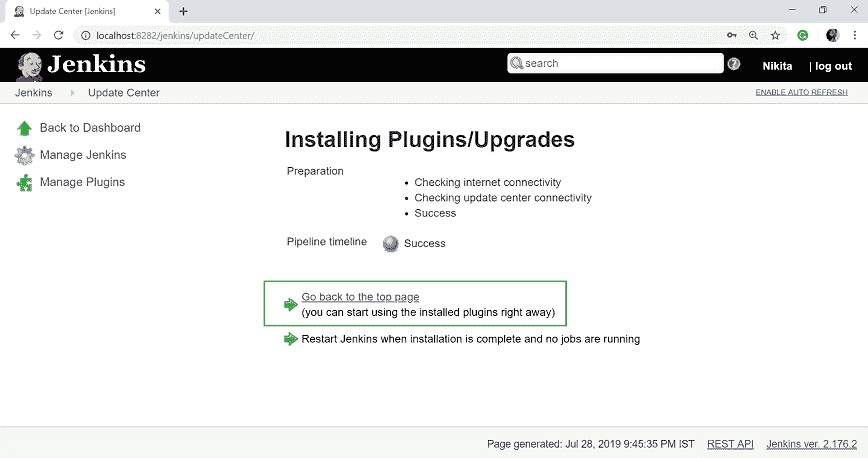 Update Center [Jenkins]
localhost:8282/jenkins/updateCenter/
Jenkins
search
Nikita
| log out
Jenkins
Update Center
ENABLE AUTO REFRESH
Back to Dashboard
Manage Jenkins
Manage Plugins
Installing Plugins/Upgrades
Preparation
• Checking internet connectivity
• Checking update center connectivity
• Success
Pipeline timeline
Success
Go back to the top page
(you can start using the installed plugins right away)
Restart Jenkins when installation is complete and no jobs are running
Page generated: Jul 28, 2019 9:45:35 PM IST
REST API
Jenkins ver. 2.176.2